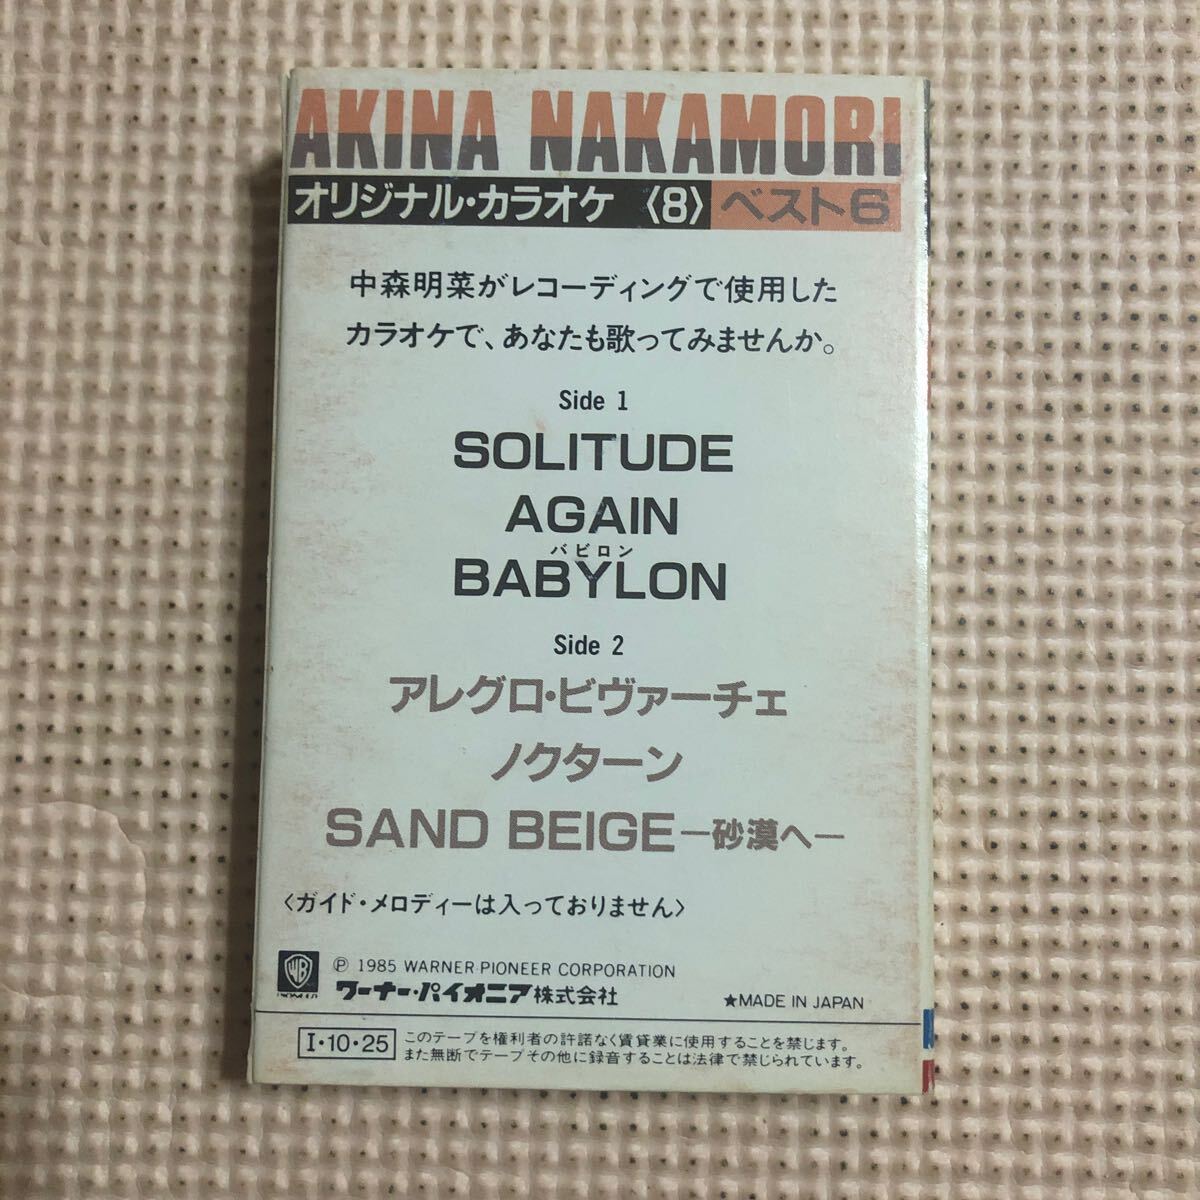 AKINA NAKAMORI
オリジナル・カラオケ 〈8〉 ベスト6
中森明菜がレコーディングで使用した
カラオケで、あなたも歌ってみませんか。
Side 1
SOLITUDE
AGAIN
バビロン
BABYLON
Side 2
アレグロ・ビヴァーチェ
ノクターン
SAND BEIGE—砂漠へ—
〈ガイド・メロディーは入っておりません〉
Ⓟ 1985 WARNER-PIONEER CORPORATION
ワーナー・パイオニア株式会社
★MADE IN JAPAN
I・10・25
このテープを権利者の許諾なく賃貸業に使用することを禁じます。
また無断でテープその他に録音することは法律で禁じられています。